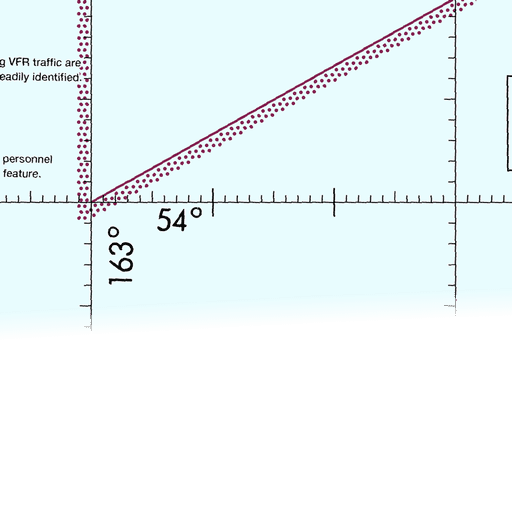 g VFR traffic are
eadily identified.
personnel
feature.
54°
163°